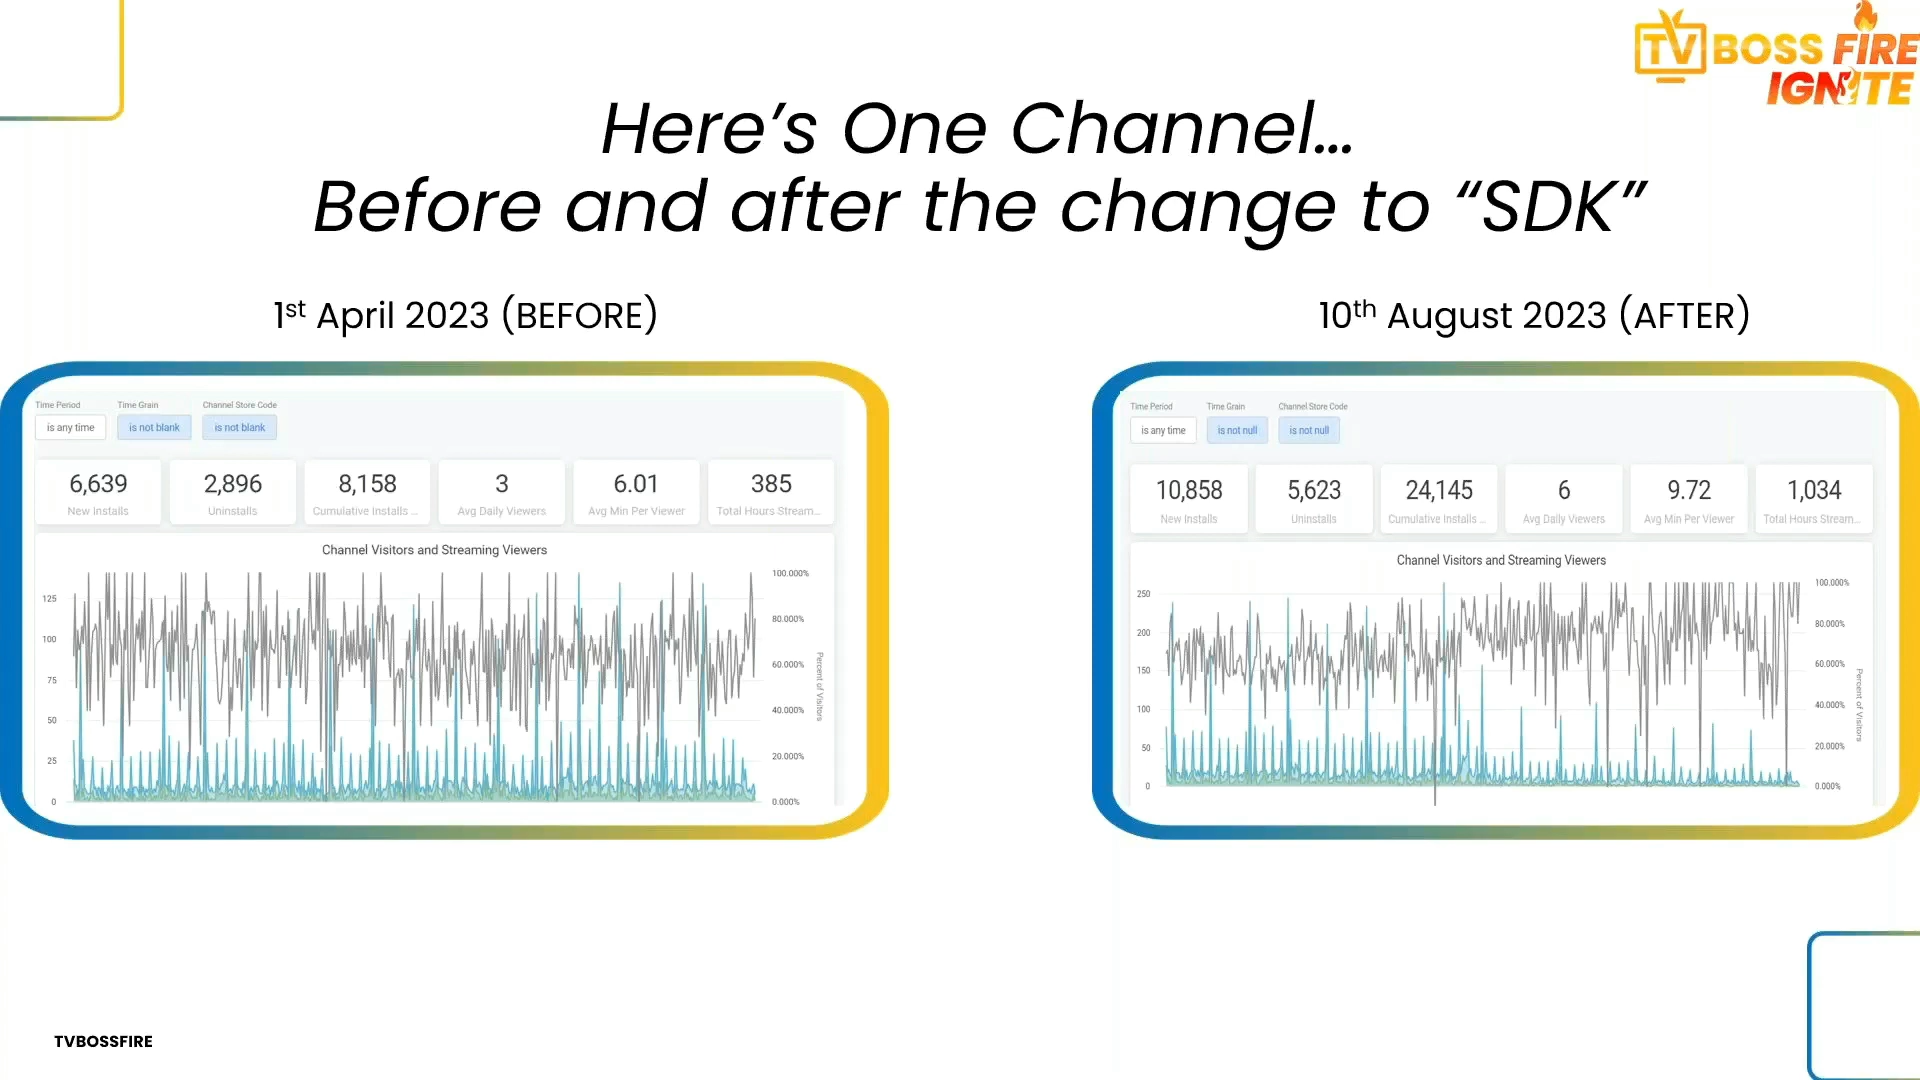 TV BOSS FIRE
IGNITE
Here's One Channel...
Before and after the change to “SDK”
1st April 2023 (BEFORE)
10th August 2023 (AFTER)
Time Period
Time Grain
Channel Store Code
is any time
is not blank
is not blank
6,639
2,896
8,158
3
6.01
385
New Installs
Uninstalls
Cumulative Installs ...
Avg Daily Viewers
Avg Min Per Viewer
Total Hours Stream...
Channel Visitors and Streaming Viewers
125
100
75
50
25
0
100.000%
80.000%
60.000%
40.000%
20.000%
0.000%
Percent of Visitors
Time Period
Time Grain
Channel Store Code
is any time
is not null
is not null
10,858
5,623
24,145
6
9.72
1,034
New Installs
Uninstalls
Cumulative Installs ...
Avg Daily Viewers
Avg Min Per Viewer
Total Hours Stream...
Channel Visitors and Streaming Viewers
250
200
150
100
50
0
100.000%
80.000%
60.000%
40.000%
20.000%
0.000%
Percent of Visitors
TVBOSSFIRE